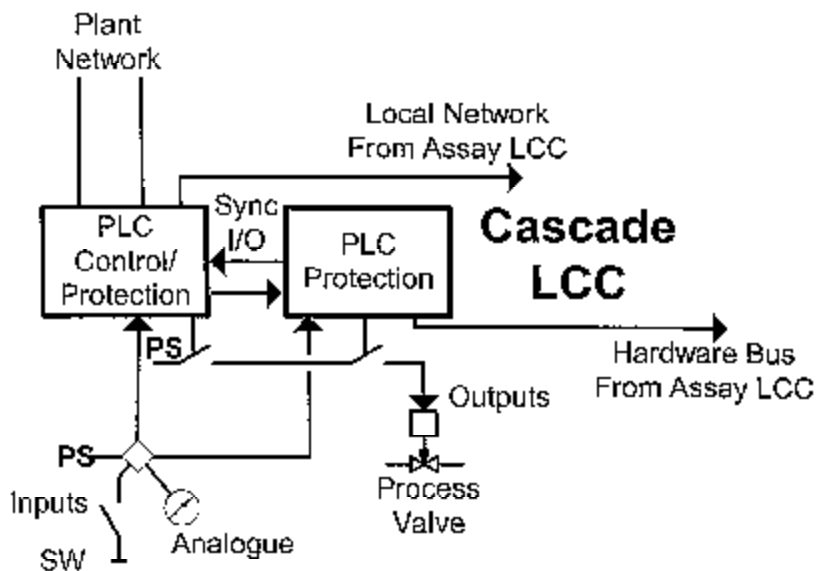 Plant
Network
Local Network
From Assay LCC
Sync
I/O
PLC
Control/
Protection
PLC
Protection
Cascade
LCC
PS
Hardware Bus
From Assay LCC
Outputs
PS
Inputs
SW
Analogue
Process
Valve